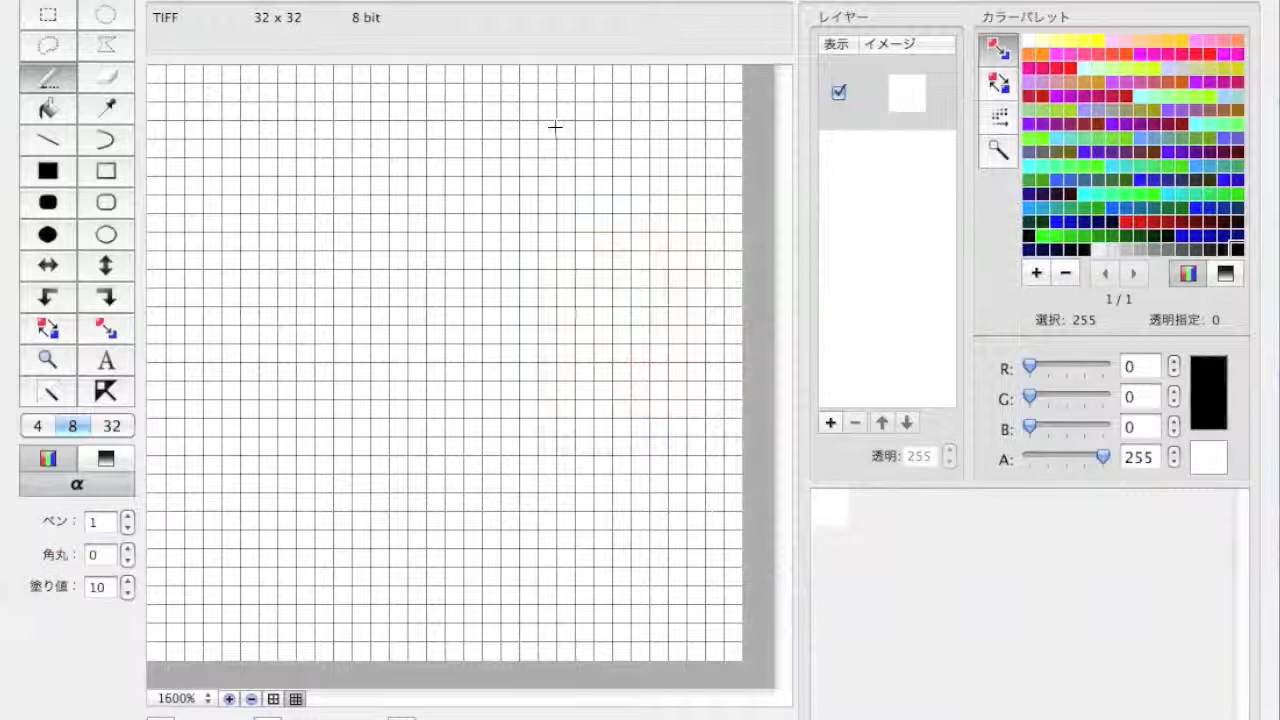 TIFF 32 x 32 8 bit
レイヤー
表示 イメージ
透明: 255
カラーパレット
1 / 1
選択: 255 透明指定: 0
R: 0
G: 0
B: 0
A: 255
A
4 8 32
α
ペン: 1
角丸: 0
塗り値: 10
1600%